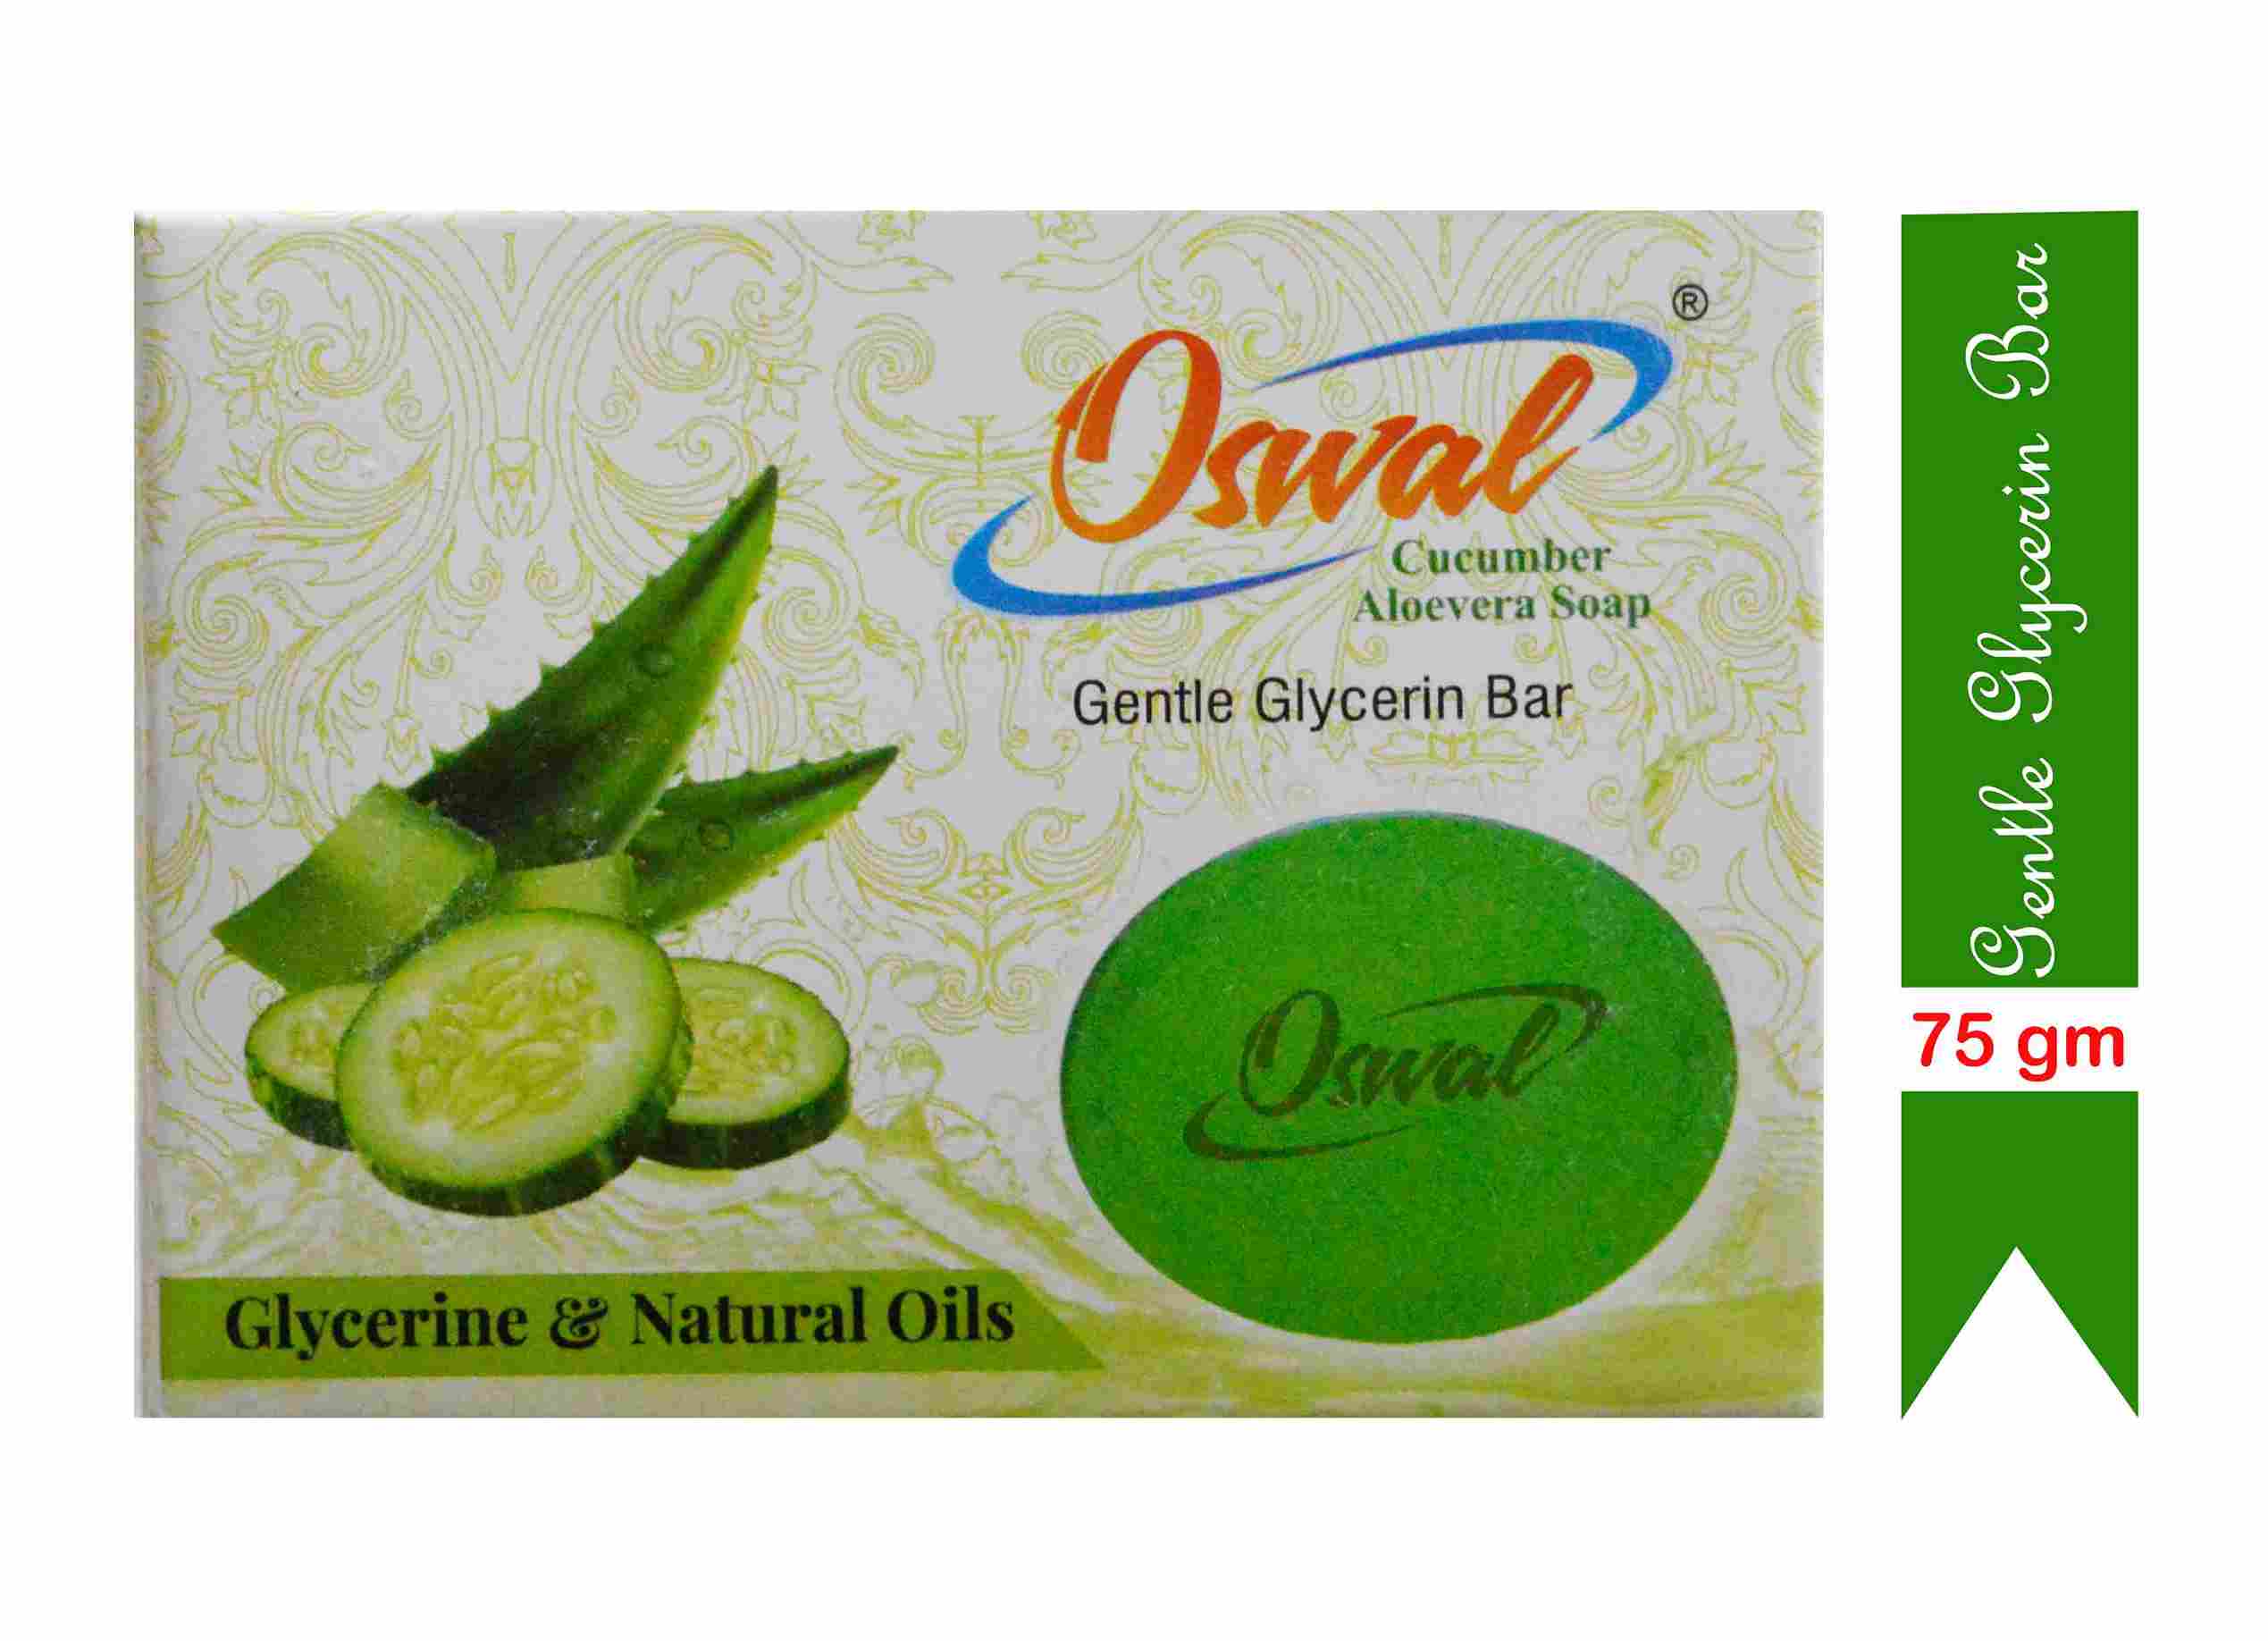 Oswal ®
Cucumber
Aloevera Soap
Gentle Glycerin Bar
Oswal
Glycerine & Natural Oils
Gentle Glycerin Bar
75 gm